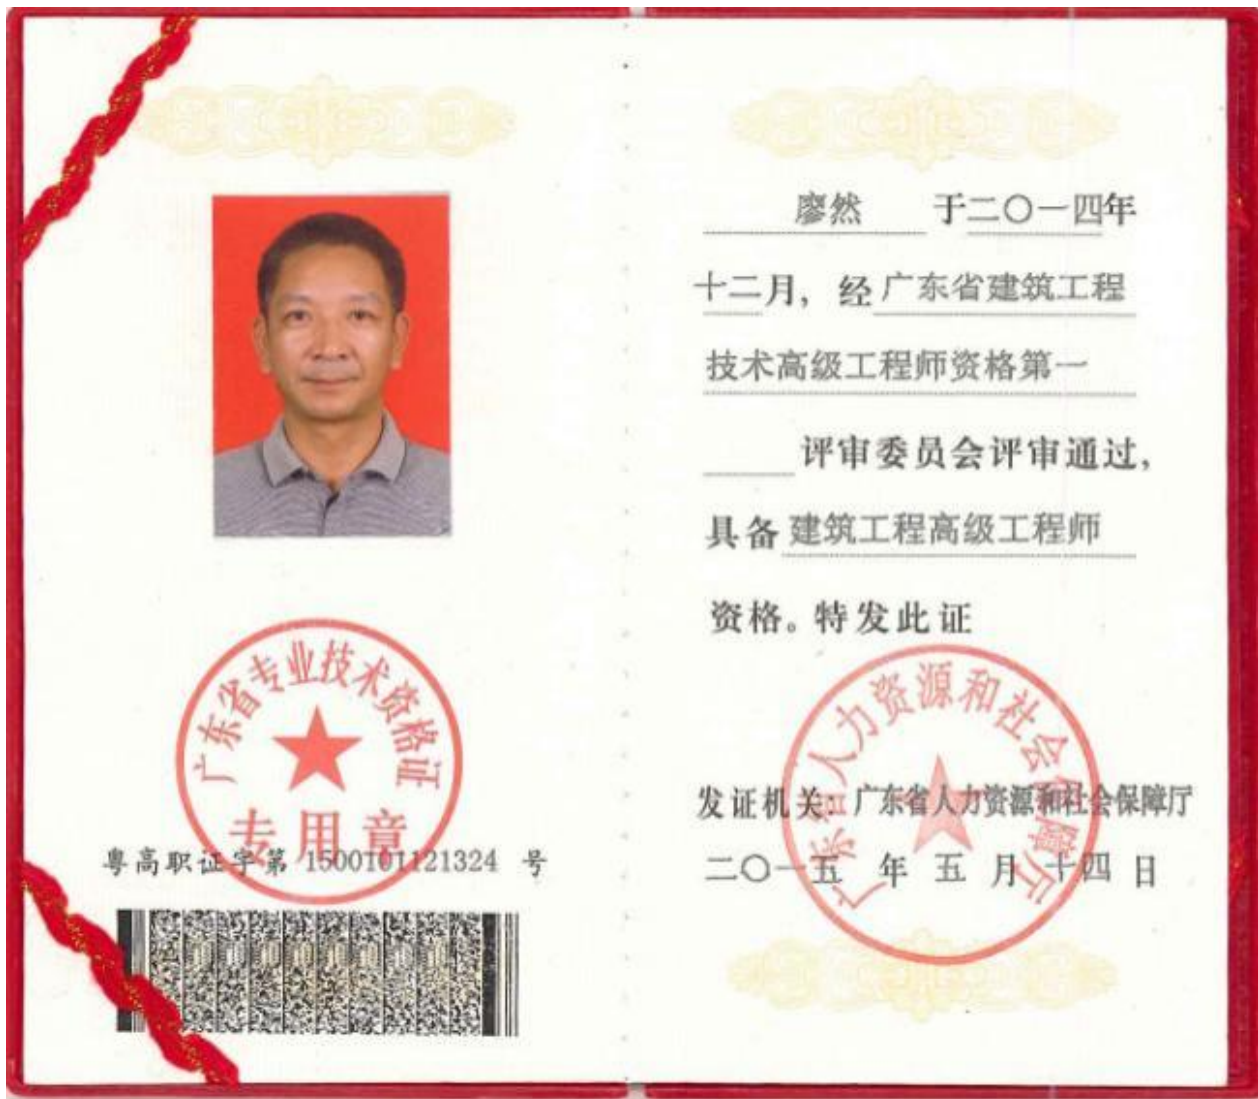 广东省专业技术资格证
专用章
粤高职证字第 1500101121324 号
廖然 于二〇一四年
十二月，经广东省建筑工程
技术高级工程师资格第一
评审委员会评审通过，
具备建筑工程高级工程师
资格。特发此证
广东省人力资源和社会保障厅
发证机关：广东省人力资源和社会保障厅
二〇一五 年 五 月 十四 日